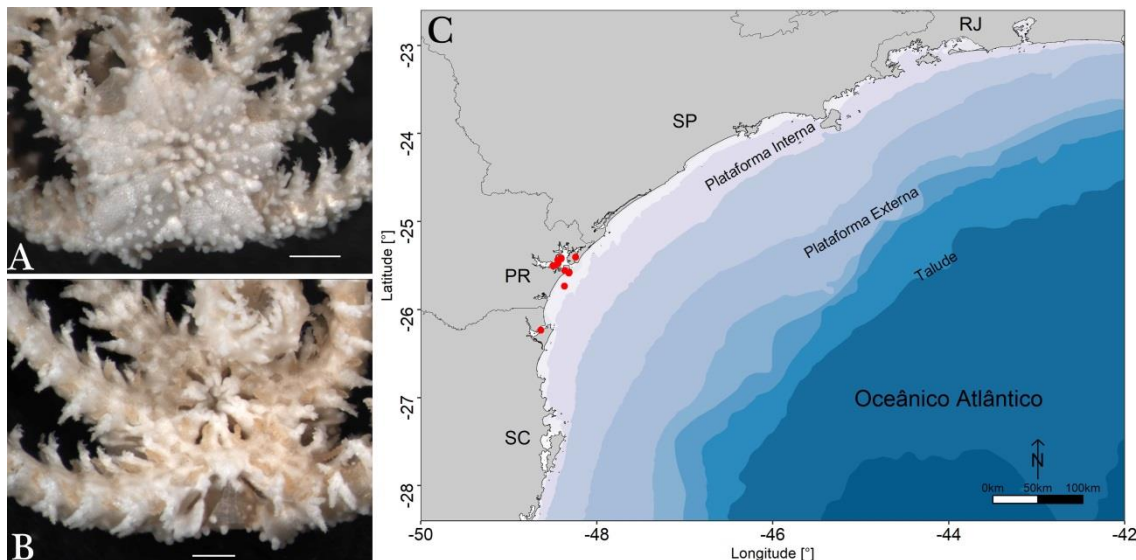 A
B
C
RJ
SP
PR
SC
Plataforma Interna
Plataforma Externa
Talude
Oceânico Atlântico
N
0km 50km 100km
-23
-24
-25
-26
-27
-28
Latitude [°]
-50 -48 -46 -44 -42
Longitude [°]